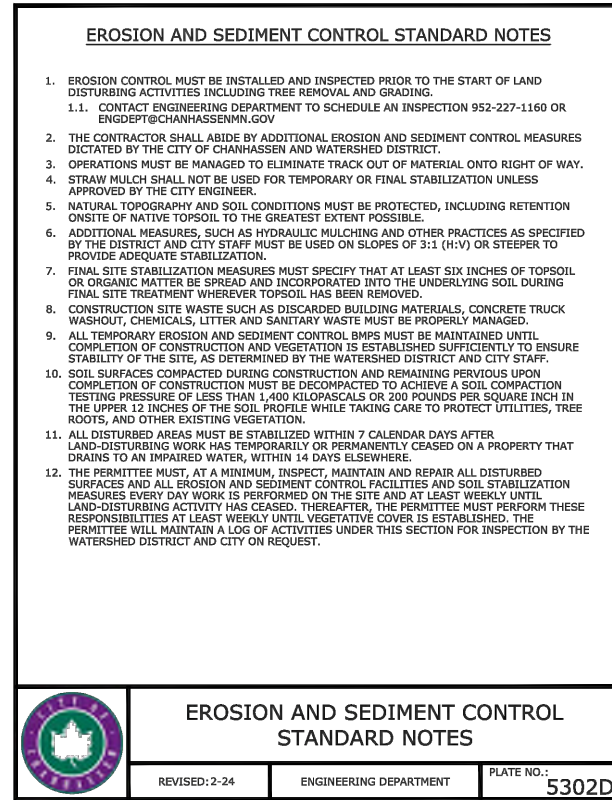 EROSION AND SEDIMENT CONTROL STANDARD NOTES
1. EROSION CONTROL MUST BE INSTALLED AND INSPECTED PRIOR TO THE START OF LAND
DISTURBING ACTIVITIES INCLUDING TREE REMOVAL AND GRADING.
1.1. CONTACT ENGINEERING DEPARTMENT TO SCHEDULE AN INSPECTION 952-227-1160 OR
ENGDEPT@CHANHASSENMN.GOV
2. THE CONTRACTOR SHALL ABIDE BY ADDITIONAL EROSION AND SEDIMENT CONTROL MEASURES
DICTATED BY THE CITY OF CHANHASSEN AND WATERSHED DISTRICT.
3. OPERATIONS MUST BE MANAGED TO ELIMINATE TRACK OUT OF MATERIAL ONTO RIGHT OF WAY.
4. STRAW MULCH SHALL NOT BE USED FOR TEMPORARY OR FINAL STABILIZATION UNLESS
APPROVED BY THE CITY ENGINEER.
5. NATURAL TOPOGRAPHY AND SOIL CONDITIONS MUST BE PROTECTED, INCLUDING RETENTION
ONSITE OF NATIVE TOPSOIL TO THE GREATEST EXTENT POSSIBLE.
6. ADDITIONAL MEASURES, SUCH AS HYDRAULIC MULCHING AND OTHER PRACTICES AS SPECIFIED
BY THE DISTRICT AND CITY STAFF MUST BE USED ON SLOPES OF 3:1 (H:V) OR STEEPER TO
PROVIDE ADEQUATE STABILIZATION.
7. FINAL SITE STABILIZATION MEASURES MUST SPECIFY THAT AT LEAST SIX INCHES OF TOPSOIL
OR ORGANIC MATTER BE SPREAD AND INCORPORATED INTO THE UNDERLYING SOIL DURING
FINAL SITE TREATMENT WHEREVER TOPSOIL HAS BEEN REMOVED.
8. CONSTRUCTION SITE WASTE SUCH AS DISCARDED BUILDING MATERIALS, CONCRETE TRUCK
WASHOUT, CHEMICALS, LITTER AND SANITARY WASTE MUST BE PROPERLY MANAGED.
9. ALL TEMPORARY EROSION AND SEDIMENT CONTROL BMPS MUST BE MAINTAINED UNTIL
COMPLETION OF CONSTRUCTION AND VEGETATION IS ESTABLISHED SUFFICIENTLY TO ENSURE
STABILITY OF THE SITE, AS DETERMINED BY THE WATERSHED DISTRICT AND CITY STAFF.
10. SOIL SURFACES COMPACTED DURING CONSTRUCTION AND REMAINING PERVIOUS UPON
COMPLETION OF CONSTRUCTION MUST BE DECOMPACTED TO ACHIEVE A SOIL COMPACTION
TESTING PRESSURE OF LESS THAN 1,400 KILOPASCALS OR 200 POUNDS PER SQUARE INCH IN
THE UPPER 12 INCHES OF THE SOIL PROFILE WHILE TAKING CARE TO PROTECT UTILITIES, TREE
ROOTS, AND OTHER EXISTING VEGETATION.
11. ALL DISTURBED AREAS MUST BE STABILIZED WITHIN 7 CALENDAR DAYS AFTER
LAND-DISTURBING WORK HAS TEMPORARILY OR PERMANENTLY CEASED ON A PROPERTY THAT
DRAINS TO AN IMPAIRED WATER, WITHIN 14 DAYS ELSEWHERE.
12. THE PERMITTEE MUST, AT A MINIMUM, INSPECT, MAINTAIN AND REPAIR ALL DISTURBED
SURFACES AND ALL EROSION AND SEDIMENT CONTROL FACILITIES AND SOIL STABILIZATION
MEASURES EVERY DAY WORK IS PERFORMED ON THE SITE AND AT LEAST WEEKLY UNTIL
LAND-DISTURBING ACTIVITY HAS CEASED. THEREAFTER, THE PERMITTEE MUST PERFORM THESE
RESPONSIBILITIES AT LEAST WEEKLY UNTIL VEGETATIVE COVER IS ESTABLISHED. THE
PERMITTEE WILL MAINTAIN A LOG OF ACTIVITIES UNDER THIS SECTION FOR INSPECTION BY THE
WATERSHED DISTRICT AND CITY ON REQUEST.
CITY OF
CHANHASSEN
EROSION AND SEDIMENT CONTROL
STANDARD NOTES
REVISED: 2-24
ENGINEERING DEPARTMENT
PLATE NO.:
5302D